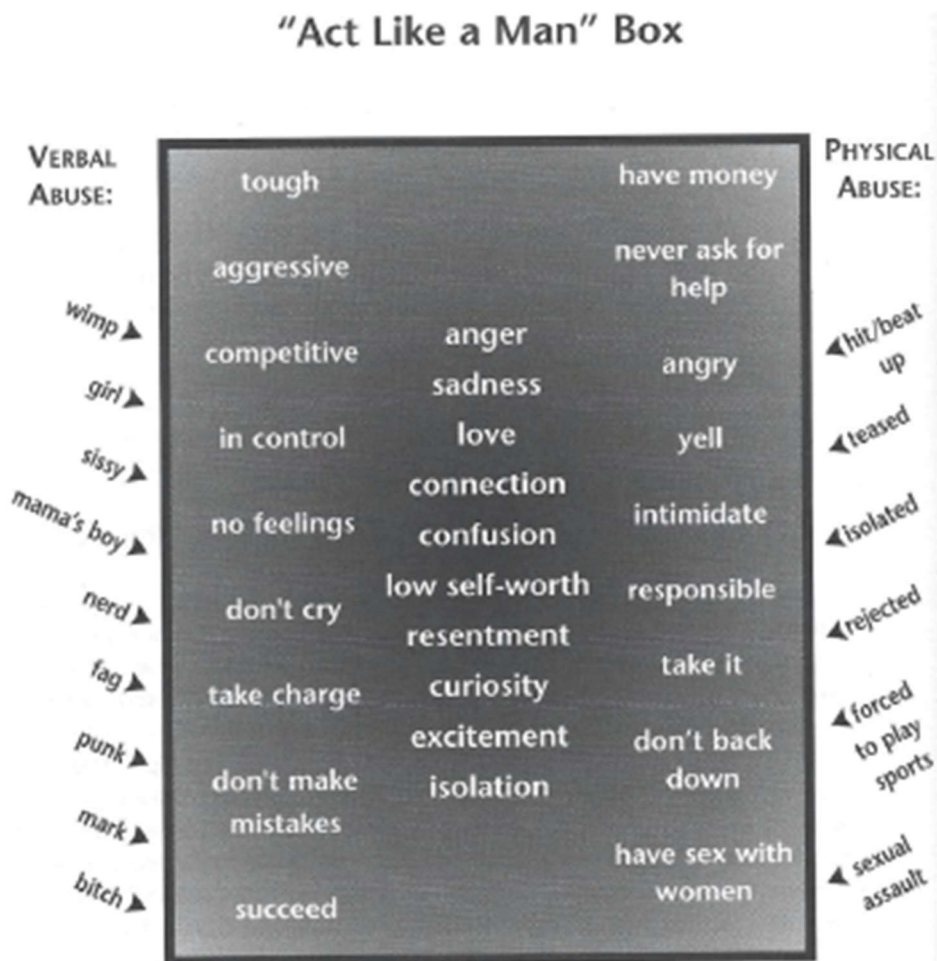 "Act Like a Man" Box
VERBAL
ABUSE:
wimp
girl
sissy
mama's boy
nerd
fag
punk
mark
bitch
tough
aggressive
competitive
in control
no feelings
don't cry
take charge
don't make
mistakes
succeed
anger
sadness
love
connection
confusion
low self-worth
resentment
curiosity
excitement
isolation
have money
never ask for
help
angry
yell
intimidate
responsible
take it
don't back
down
have sex with
women
PHYSICAL
ABUSE:
hit/beat
up
teased
isolated
rejected
forced
to play
sports
sexual
assault